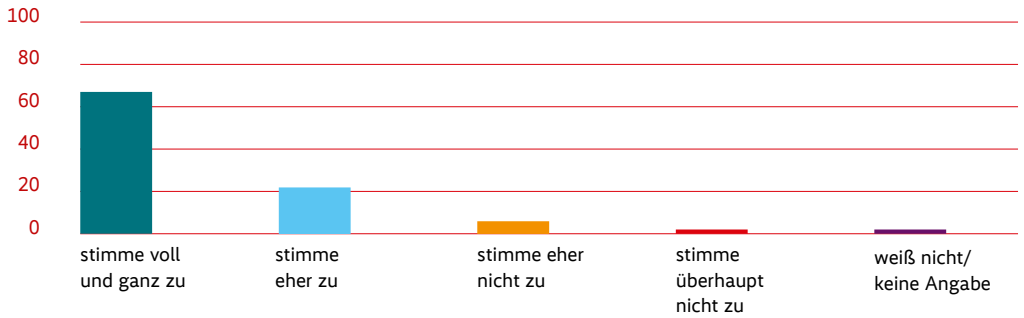 100
80
60
40
20
0
stimme voll
und ganz zu
stimme
eher zu
stimme eher
nicht zu
stimme
überhaupt
nicht zu
weiß nicht/
keine Angabe